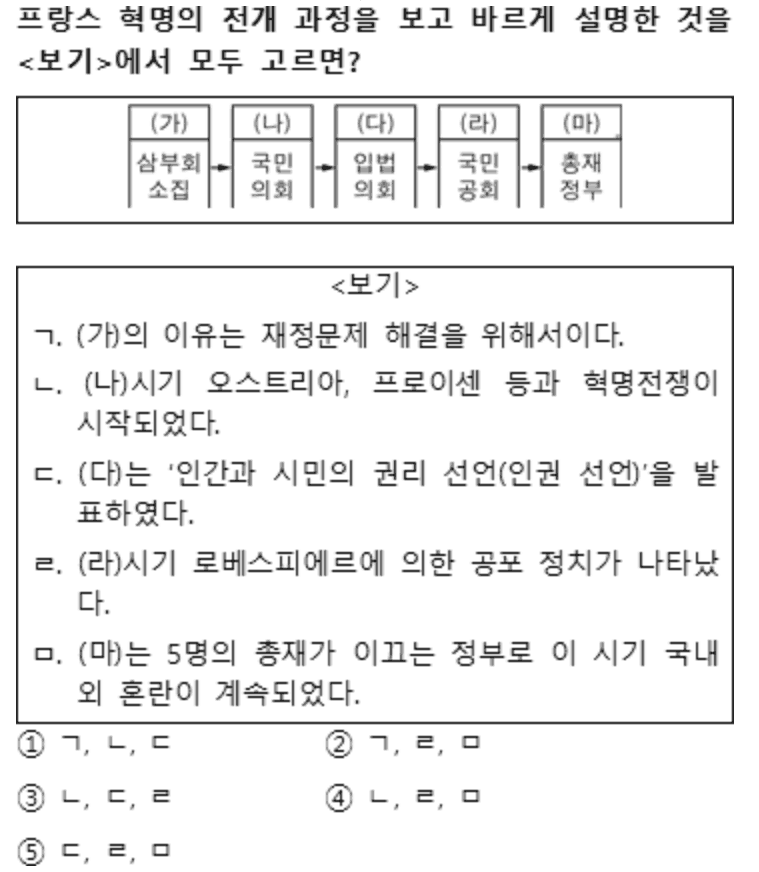 프랑스 혁명의 전개 과정을 보고 바르게 설명한 것을
<보기>에서 모두 고르면?
(가) (나) (다) (라) (마)
삼부회 국민 입법 국민 총재
소집 의회 의회 공회 정부
<보기>
ㄱ. (가)의 이유는 재정문제 해결을 위해서이다.
ㄴ. (나)시기 오스트리아, 프로이센 등과 혁명전쟁이
시작되었다.
ㄷ. (다)는 '인간과 시민의 권리 선언(인권 선언)'을 발
표하였다.
ㄹ. (라)시기 로베스피에르에 의한 공포 정치가 나타났
다.
ㅁ. (마)는 5명의 총재가 이끄는 정부로 이 시기 국내
외 혼란이 계속되었다.
① ㄱ, ㄴ, ㄷ ② ㄱ, ㄹ, ㅁ
③ ㄴ, ㄷ, ㄹ ④ ㄴ, ㄹ, ㅁ
⑤ ㄷ, ㄹ, ㅁ